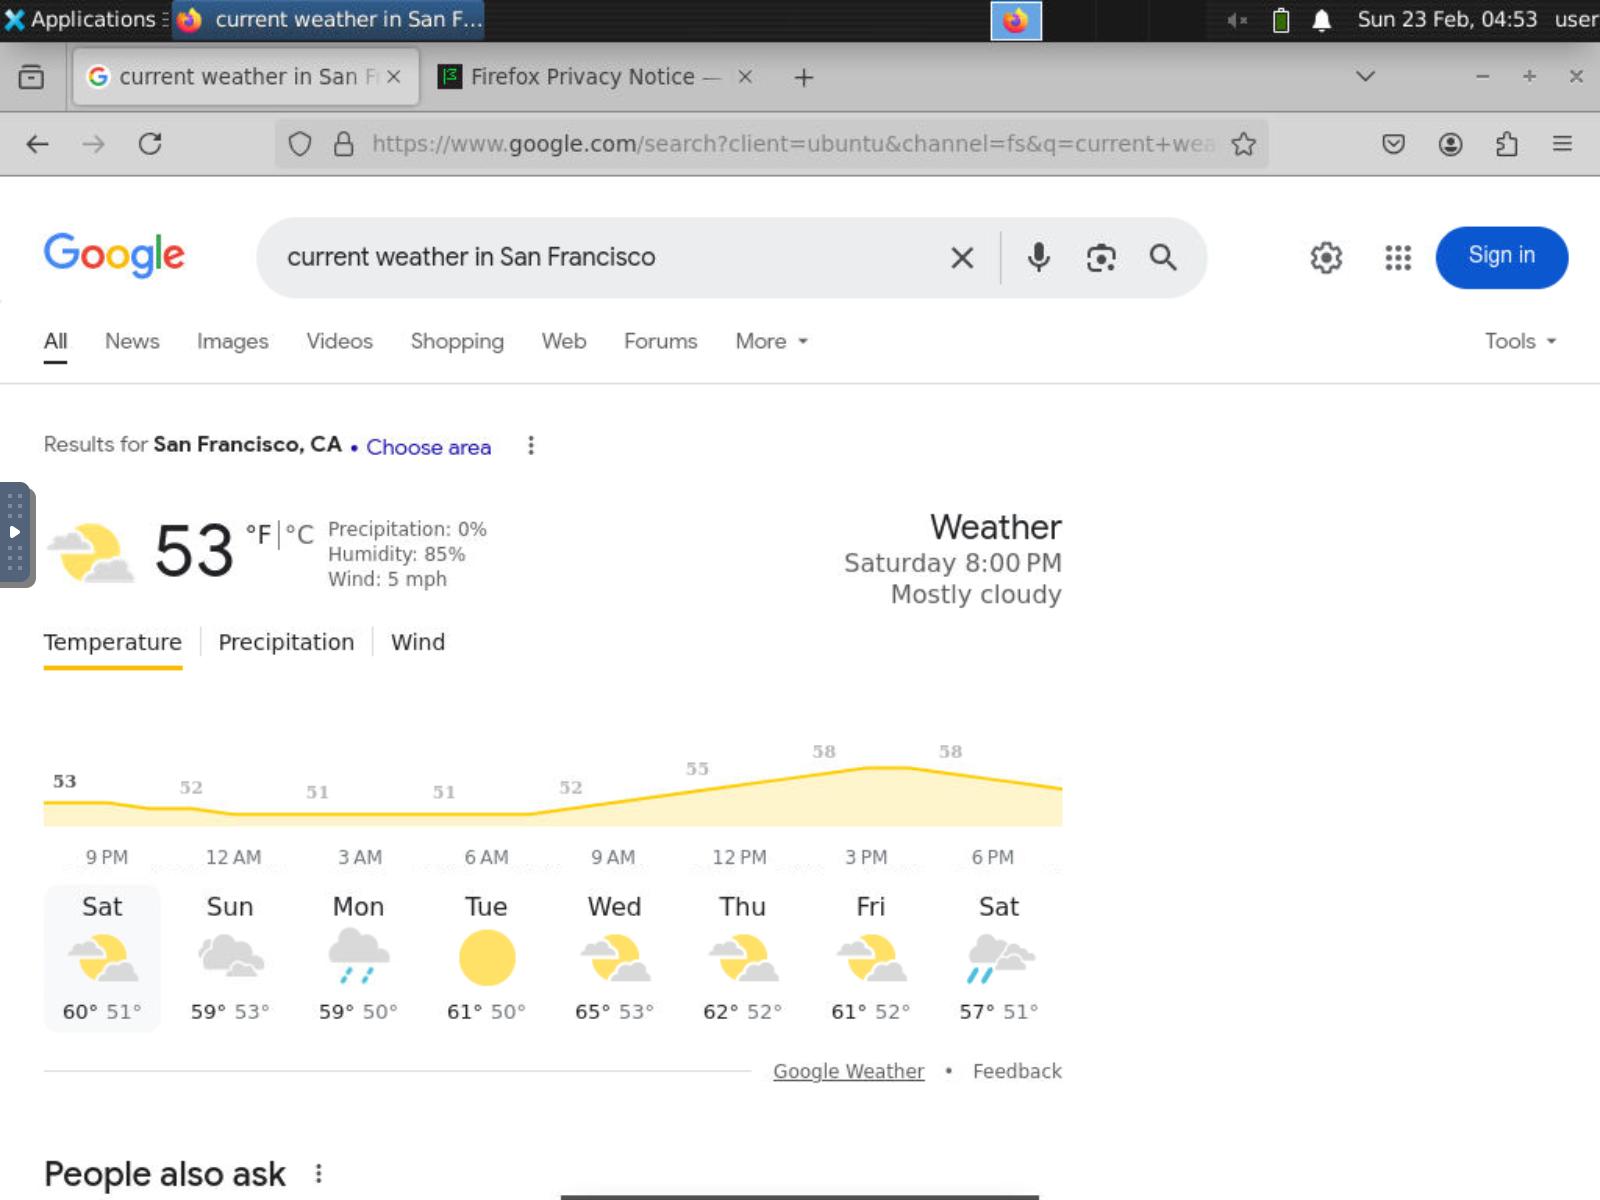 Applications
current weather in San F...
Sun 23 Feb, 04:53
user
current weather in San F
Firefox Privacy Notice —
https://www.google.com/search?client=ubuntu&channel=fs&q=current+wea
Google
current weather in San Francisco
Sign in
All
News
Images
Videos
Shopping
Web
Forums
More
Tools
Results for San Francisco, CA • Choose area
53 °F | °C
Precipitation: 0%
Humidity: 85%
Wind: 5 mph
Weather
Saturday 8:00 PM
Mostly cloudy
Temperature
Precipitation
Wind
53 52 51 51 52 55 58 58
9 PM 12 AM 3 AM 6 AM 9 AM 12 PM 3 PM 6 PM
Sat Sun Mon Tue Wed Thu Fri Sat
60° 51° 59° 53° 59° 50° 61° 50° 65° 53° 62° 52° 61° 52° 57° 51°
Google Weather • Feedback
People also ask